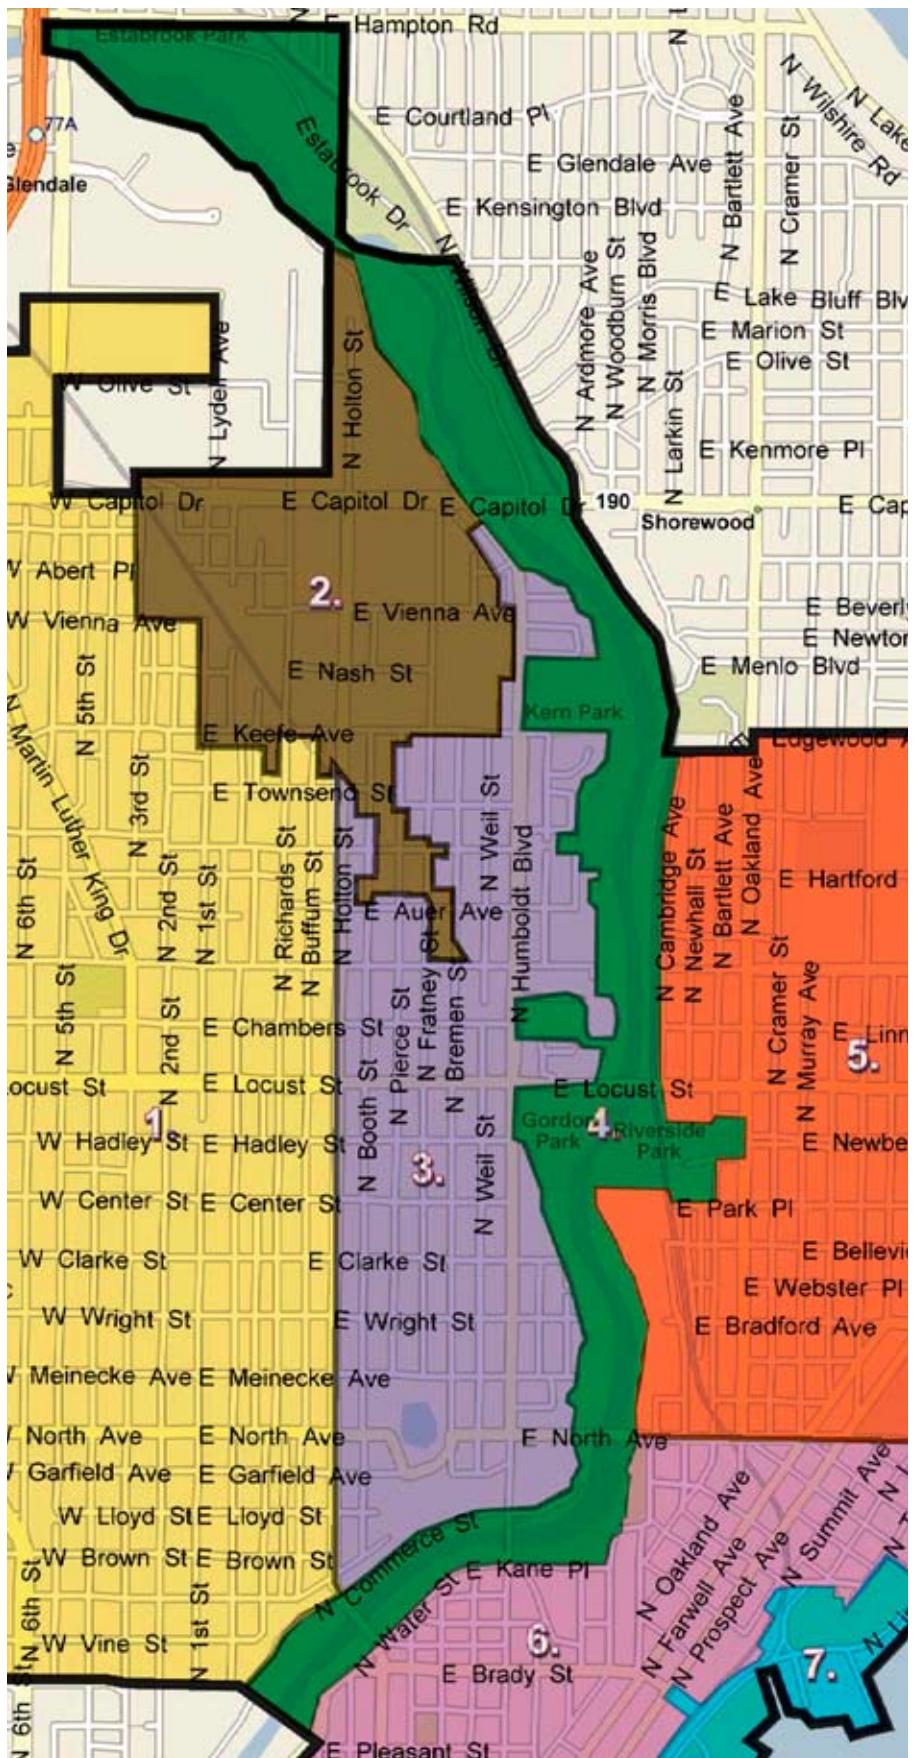 E Hampton Rd
Estabrook Park
77A
Glendale
E Courtland Pl
N Wilshire Rd
N Lake
Estabrook Dr
E Glendale Ave
N Bartlett Ave
N Cramer St
E Kensington Blvd
N Wilson Dr
N Ardmore Ave
N Woodburn St
N Morris Blvd
E Lake Bluff Blv
E Marion St
E Olive St
W Olive St
N Lyden Ave
N Holton St
N Larkin St
E Kenmore Pl
W Capitol Dr
E Capitol Dr
E Capitol Dr
190
Shorewood
E Cap
W Abert Pl
2.
E Vienna Ave
W Vienna Ave
E Beverly
E Newton
E Menlo Blvd
E Nash St
N 5th St
N Martin Luther King Dr
Kern Park
E Keefe Ave
E Edgewood A
E Townsend St
N 3rd St
N Weil St
N Humboldt Blvd
N Cambridge Ave
N Newhall St
N Bartlett Ave
N Oakland Ave
E Hartford
N 6th St
N 2nd St
N 1st St
N Richards St
N Buffum St
N Holton St
E Auer Ave
N 5th St
N 2nd St
E Chambers St
N Pierce St
N Fratney St
N Bremen St
N Cramer St
N Murray Ave
E Linn
5.
Locust St
E Locust St
E Locust St
N Booth St
1.
Gordon
Park
4.
Riverside
Park
W Hadley St
E Hadley St
E Newbe
3.
N Weil St
W Center St
E Center St
E Park Pl
W Clarke St
E Clarke St
E Bellevi
E Webster Pl
W Wright St
E Wright St
E Bradford Ave
W Meinecke Ave
E Meinecke Ave
North Ave
E North Ave
E North Ave
Garfield Ave
E Garfield Ave
W Lloyd St
E Lloyd St
N Commerce St
N Oakland Ave
N Farwell Ave
N Prospect Ave
N Summit Ave
W Brown St
E Brown St
E Kane Pl
N 6th St
N 1st St
N Water St
W Vine St
6.
E Brady St
7.
N Li
N 6th St
E Pleasant St